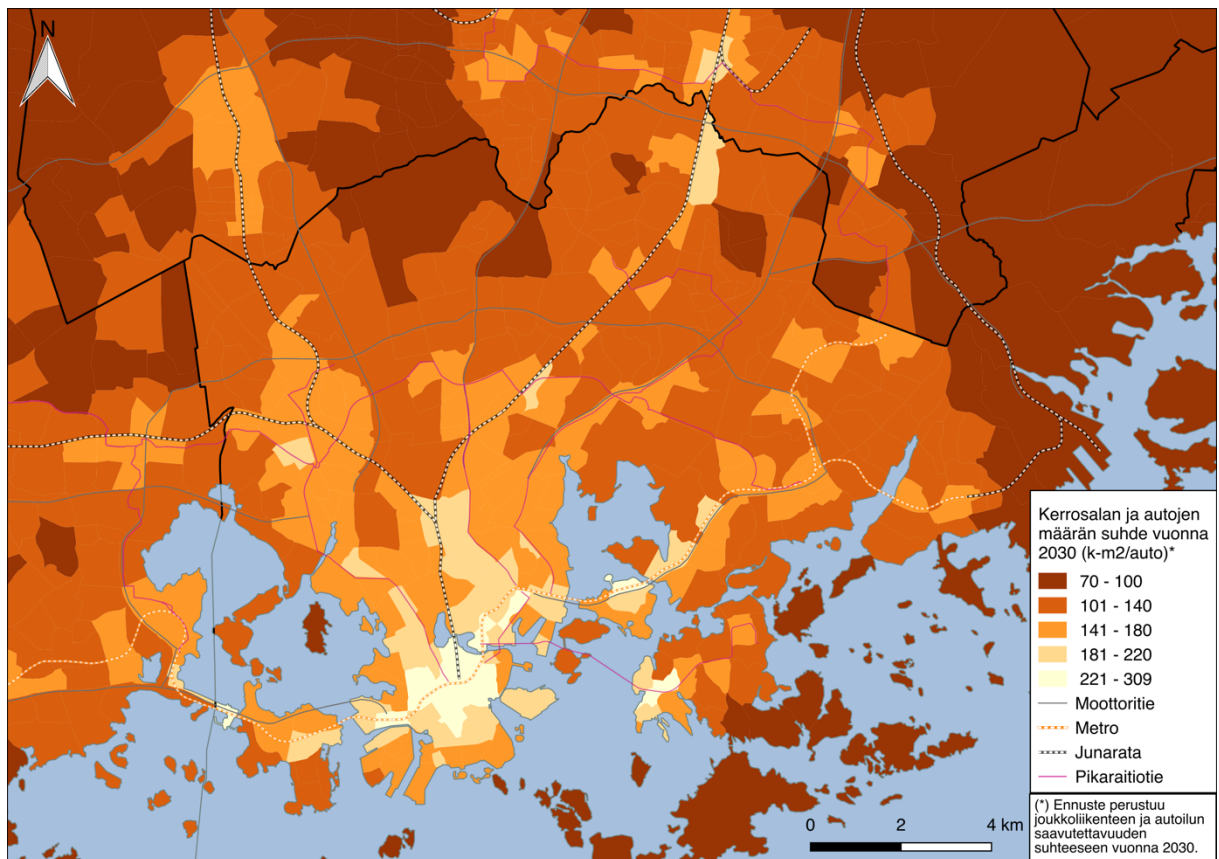 N
Kerrosalan ja autojen
määrän suhde vuonna
2030 (k-m2/auto)*
70 - 100
101 - 140
141 - 180
181 - 220
221 - 309
Moottoritie
Metro
Junarata
Pikaraitiotie
(*) Ennuste perustuu
joukkoliikenteen ja autoilun
saavutettavuuden
suhteeseen vuonna 2030.
0 2 4 km